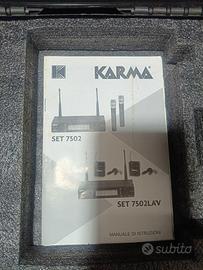 KARMA®
SET 7502
SET 7502LAV
MANUALE DI ISTRUZIONI
subito